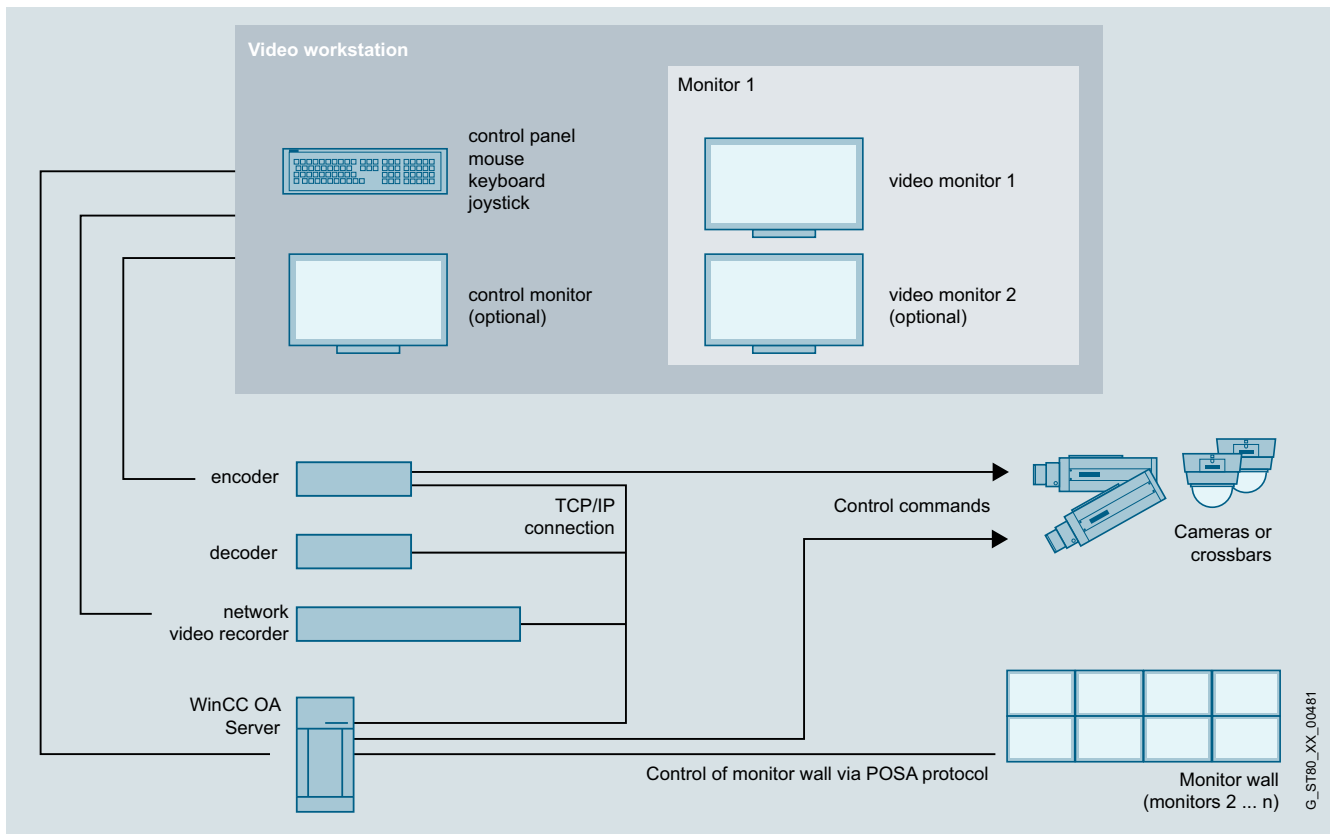 Video workstation
Monitor 1
control panel
mouse
keyboard
joystick
video monitor 1
control monitor
(optional)
video monitor 2
(optional)
encoder
TCP/IP
connection
Control commands
decoder
Cameras or
crossbars
network
video recorder
WinCC OA
Server
Control of monitor wall via POSA protocol
Monitor wall
(monitors 2 ... n)
G_ST80_XX_00481